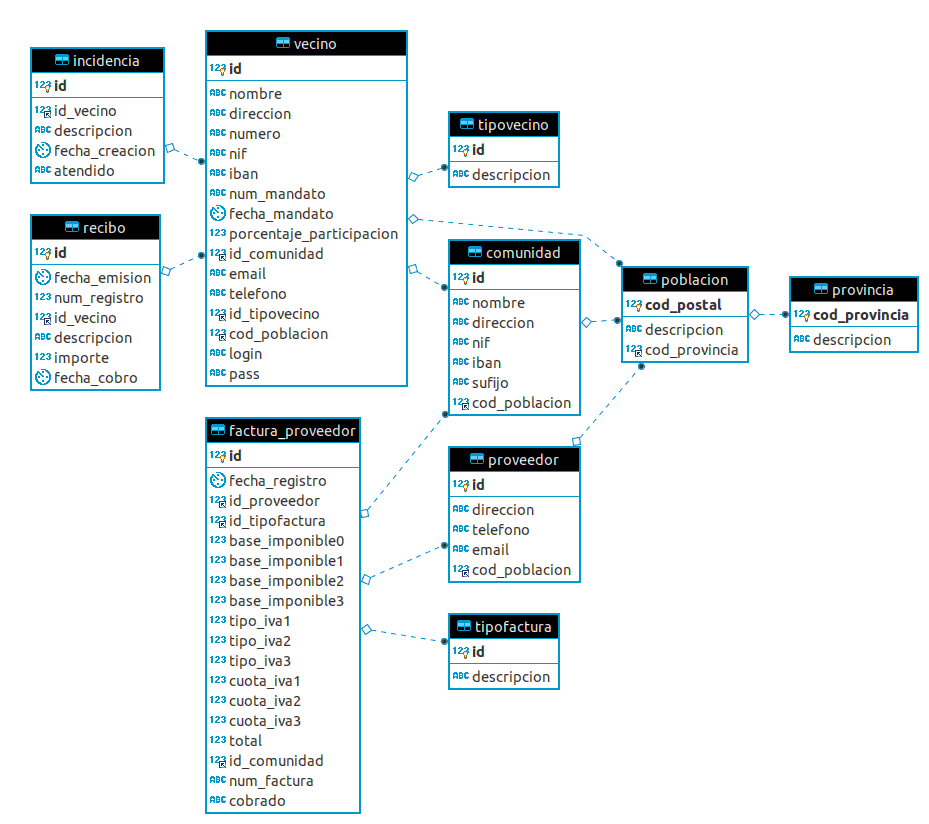 incidencia
123 id
123 id_vecino
ABC descripcion
fecha_creacion
ABC atendido
recibo
123 id
fecha_emision
123 num_registro
123 id_vecino
ABC descripcion
123 importe
fecha_cobro
vecino
123 id
ABC nombre
ABC direccion
ABC numero
ABC nif
ABC iban
ABC num_mandato
fecha_mandato
123 porcentaje_participacion
123 id_comunidad
ABC email
ABC telefono
123 id_tipovecino
123 cod_poblacion
ABC login
ABC pass
factura_proveedor
123 id
fecha_registro
123 id_proveedor
123 id_tipofactura
123 base_imponible0
123 base_imponible1
123 base_imponible2
123 base_imponible3
123 tipo_iva1
123 tipo_iva2
123 tipo_iva3
123 cuota_iva1
123 cuota_iva2
123 cuota_iva3
123 total
123 id_comunidad
ABC num_factura
ABC cobrado
tipovecino
123 id
ABC descripcion
comunidad
123 id
ABC nombre
ABC direccion
ABC nif
ABC iban
ABC sufijo
123 cod_poblacion
proveedor
123 id
ABC direccion
ABC telefono
ABC email
123 cod_poblacion
tipofactura
123 id
ABC descripcion
poblacion
123 cod_postal
ABC descripcion
123 cod_provincia
provincia
123 cod_provincia
ABC descripcion